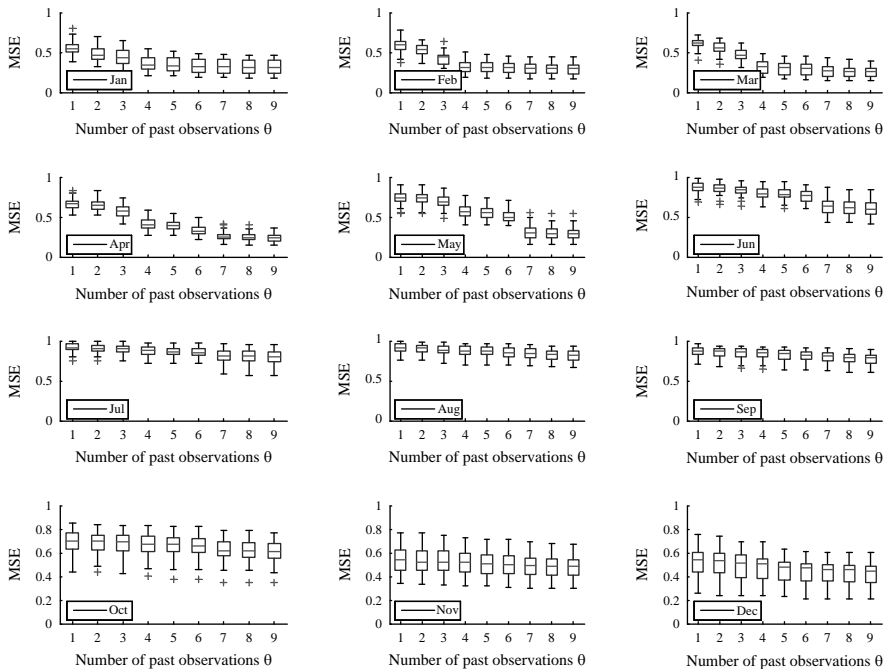 1
0.5
0
MSE
Jan
1 2 3 4 5 6 7 8 9
Number of past observations θ
1
0.5
0
MSE
Feb
1 2 3 4 5 6 7 8 9
Number of past observations θ
1
0.5
0
MSE
Mar
1 2 3 4 5 6 7 8 9
Number of past observations θ
1
0.5
0
MSE
Apr
1 2 3 4 5 6 7 8 9
Number of past observations θ
1
0.5
0
MSE
May
1 2 3 4 5 6 7 8 9
Number of past observations θ
1
0.5
0
MSE
Jun
1 2 3 4 5 6 7 8 9
Number of past observations θ
1
0.5
0
MSE
Jul
1 2 3 4 5 6 7 8 9
Number of past observations θ
1
0.5
0
MSE
Aug
1 2 3 4 5 6 7 8 9
Number of past observations θ
1
0.5
0
MSE
Sep
1 2 3 4 5 6 7 8 9
Number of past observations θ
1
0.8
0.6
0.4
0.2
0
MSE
Oct
1 2 3 4 5 6 7 8 9
Number of past observations θ
1
0.8
0.6
0.4
0.2
0
MSE
Nov
1 2 3 4 5 6 7 8 9
Number of past observations θ
1
0.8
0.6
0.4
0.2
0
MSE
Dec
1 2 3 4 5 6 7 8 9
Number of past observations θ